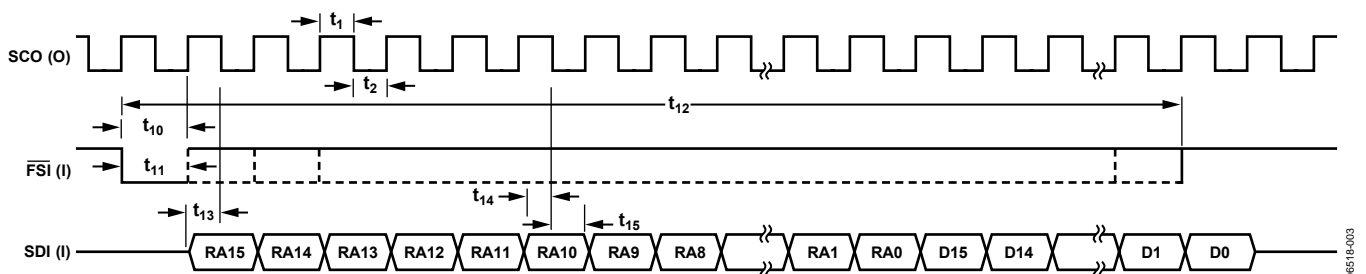 t1
SCO (O)
t2
t12
t10
FSI (I)
t11
t14
t13
t15
SDI (I) RA15 RA14 RA13 RA12 RA11 RA10 RA9 RA8 RA1 RA0 D15 D14 D1 D0
06518-003